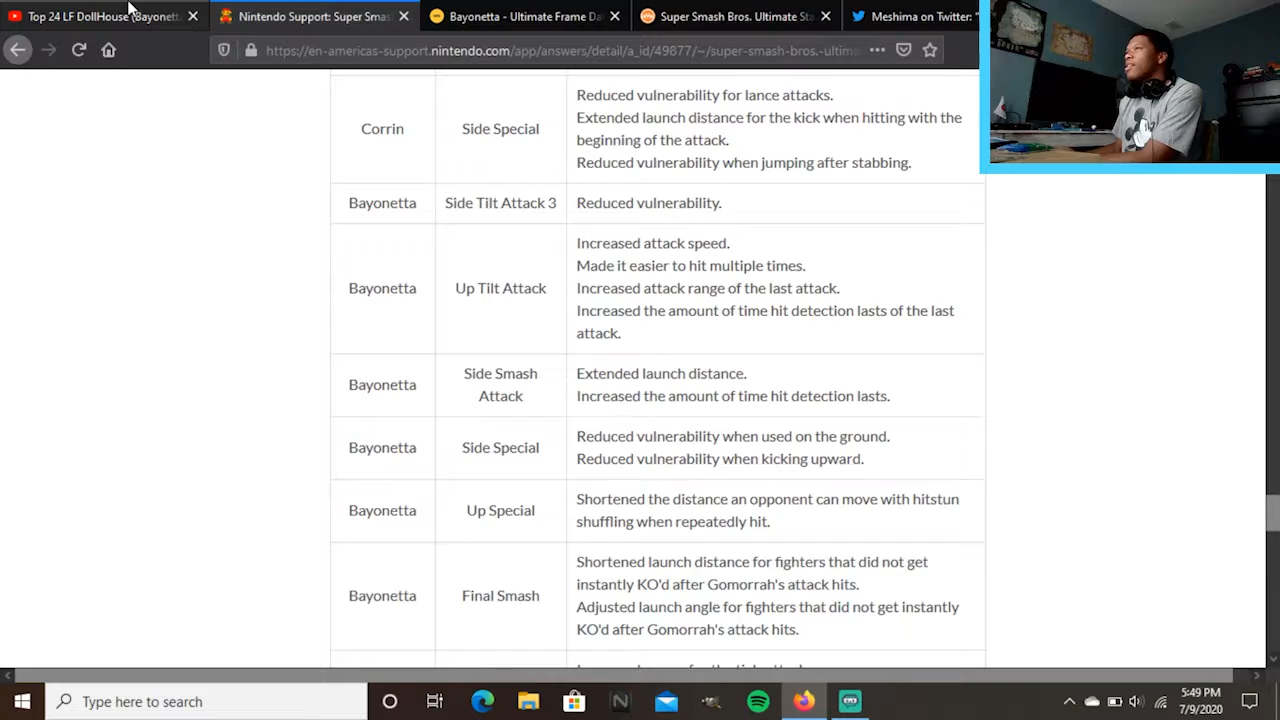 Top 24 LF DollHouse (Bayonett
Nintendo Support: Super Smas
Bayonetta - Ultimate Frame Da
Super Smash Bros. Ultimate Sta
Meshima on Twitter: "
https://en-americas-support.nintendo.com/app/answers/detail/a_id/49877/~/super-smash-bros.-ultima
Corrin
Side Special
Reduced vulnerability for lance attacks.
Extended launch distance for the kick when hitting with the
beginning of the attack.
Reduced vulnerability when jumping after stabbing.
Bayonetta
Side Tilt Attack 3
Reduced vulnerability.
Bayonetta
Up Tilt Attack
Increased attack speed.
Made it easier to hit multiple times.
Increased attack range of the last attack.
Increased the amount of time hit detection lasts of the last
attack.
Bayonetta
Side Smash
Attack
Extended launch distance.
Increased the amount of time hit detection lasts.
Bayonetta
Side Special
Reduced vulnerability when used on the ground.
Reduced vulnerability when kicking upward.
Bayonetta
Up Special
Shortened the distance an opponent can move with hitstun
shuffling when repeatedly hit.
Bayonetta
Final Smash
Shortened launch distance for fighters that did not get
instantly KO'd after Gomorrah's attack hits.
Adjusted launch angle for fighters that did not get instantly
KO'd after Gomorrah's attack hits.
Type here to search
5:49 PM
7/9/2020